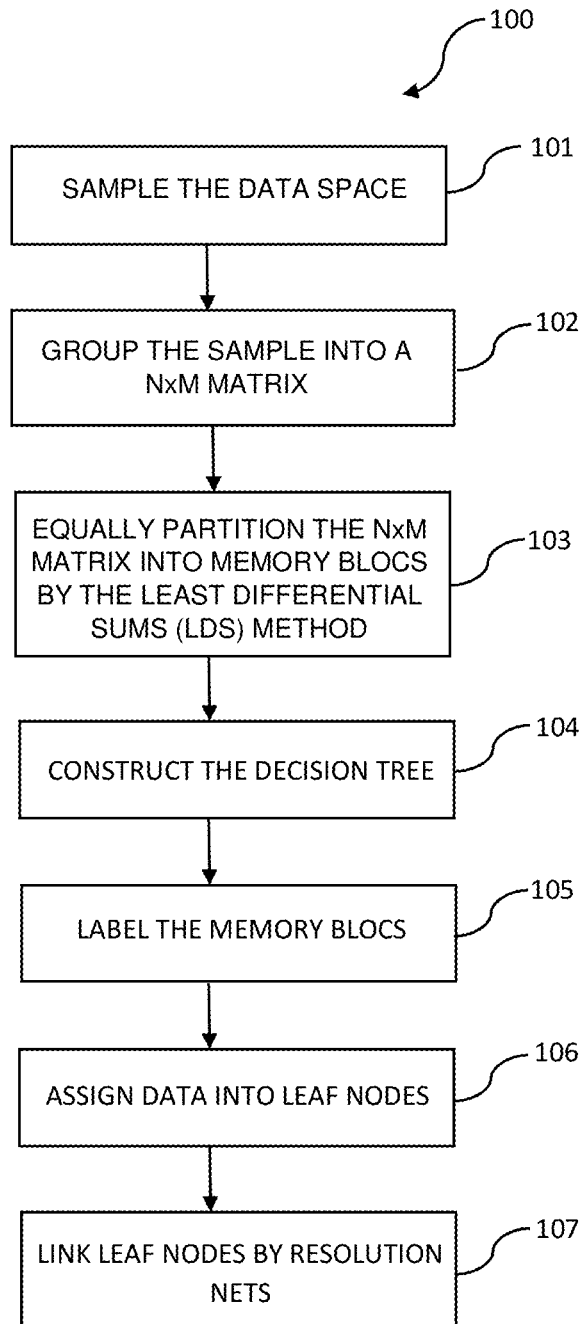 100
101
SAMPLE THE DATA SPACE
102
GROUP THE SAMPLE INTO A
NxM MATRIX
103
EQUALLY PARTITION THE NxM
MATRIX INTO MEMORY BLOCS
BY THE LEAST DIFFERENTIAL
SUMS (LDS) METHOD
104
CONSTRUCT THE DECISION TREE
105
LABEL THE MEMORY BLOCS
106
ASSIGN DATA INTO LEAF NODES
107
LINK LEAF NODES BY RESOLUTION
NETS